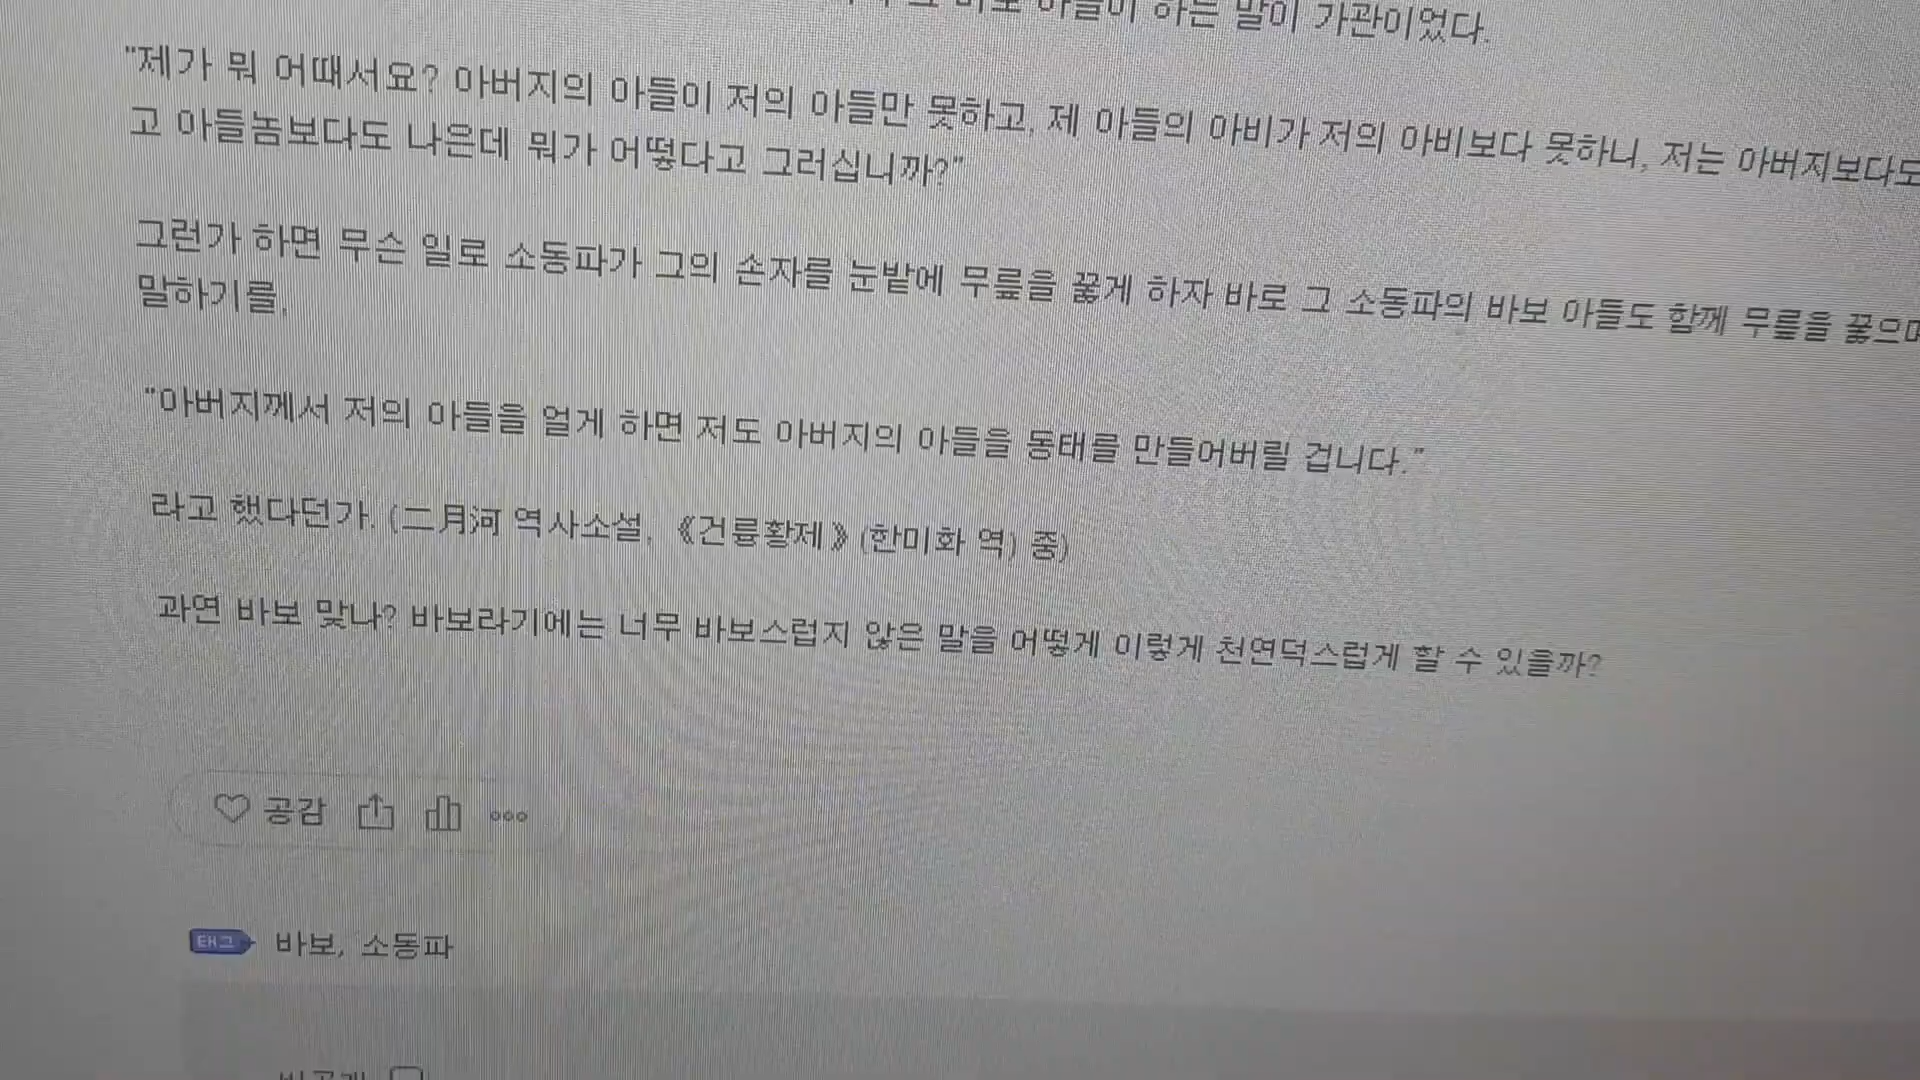 하는 말이 가관이었다.
"제가 뭐 어때서요? 아버지의 아들이 저의 아들만 못하고, 제 아들의 아비가 저의 아비보다 못하니, 저는 아버지보다도
고 아들놈보다도 나은데 뭐가 어떻다고 그러십니까?"
그런가 하면 무슨 일로 소동파가 그의 손자를 눈밭에 무릎을 꿇게 하자 바로 그 소동파의 바보 아들도 함께 무릎을 꿇으며
말하기를,
"아버지께서 저의 아들을 얼게 하면 저도 아버지의 아들을 동태를 만들어버릴 겁니다."
라고 했다던가. (二月河 역사소설, 《건륭황제》(한미화 역) 중)
과연 바보 맞나? 바보라기에는 너무 바보스럽지 않은 말을 어떻게 이렇게 천연덕스럽게 할 수 있을까?
공감
태그 바보, 소동파